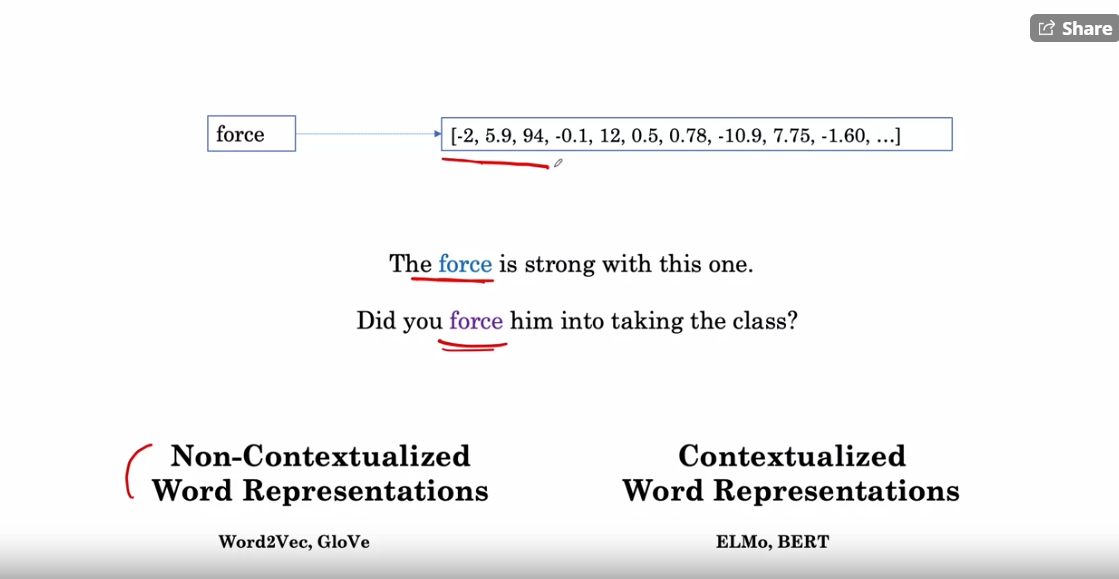 Share
force
[-2, 5.9, 94, -0.1, 12, 0.5, 0.78, -10.9, 7.75, -1.60, ...]
The force is strong with this one.
Did you force him into taking the class?
Non-Contextualized
Word Representations
Word2Vec, GloVe
Contextualized
Word Representations
ELMo, BERT